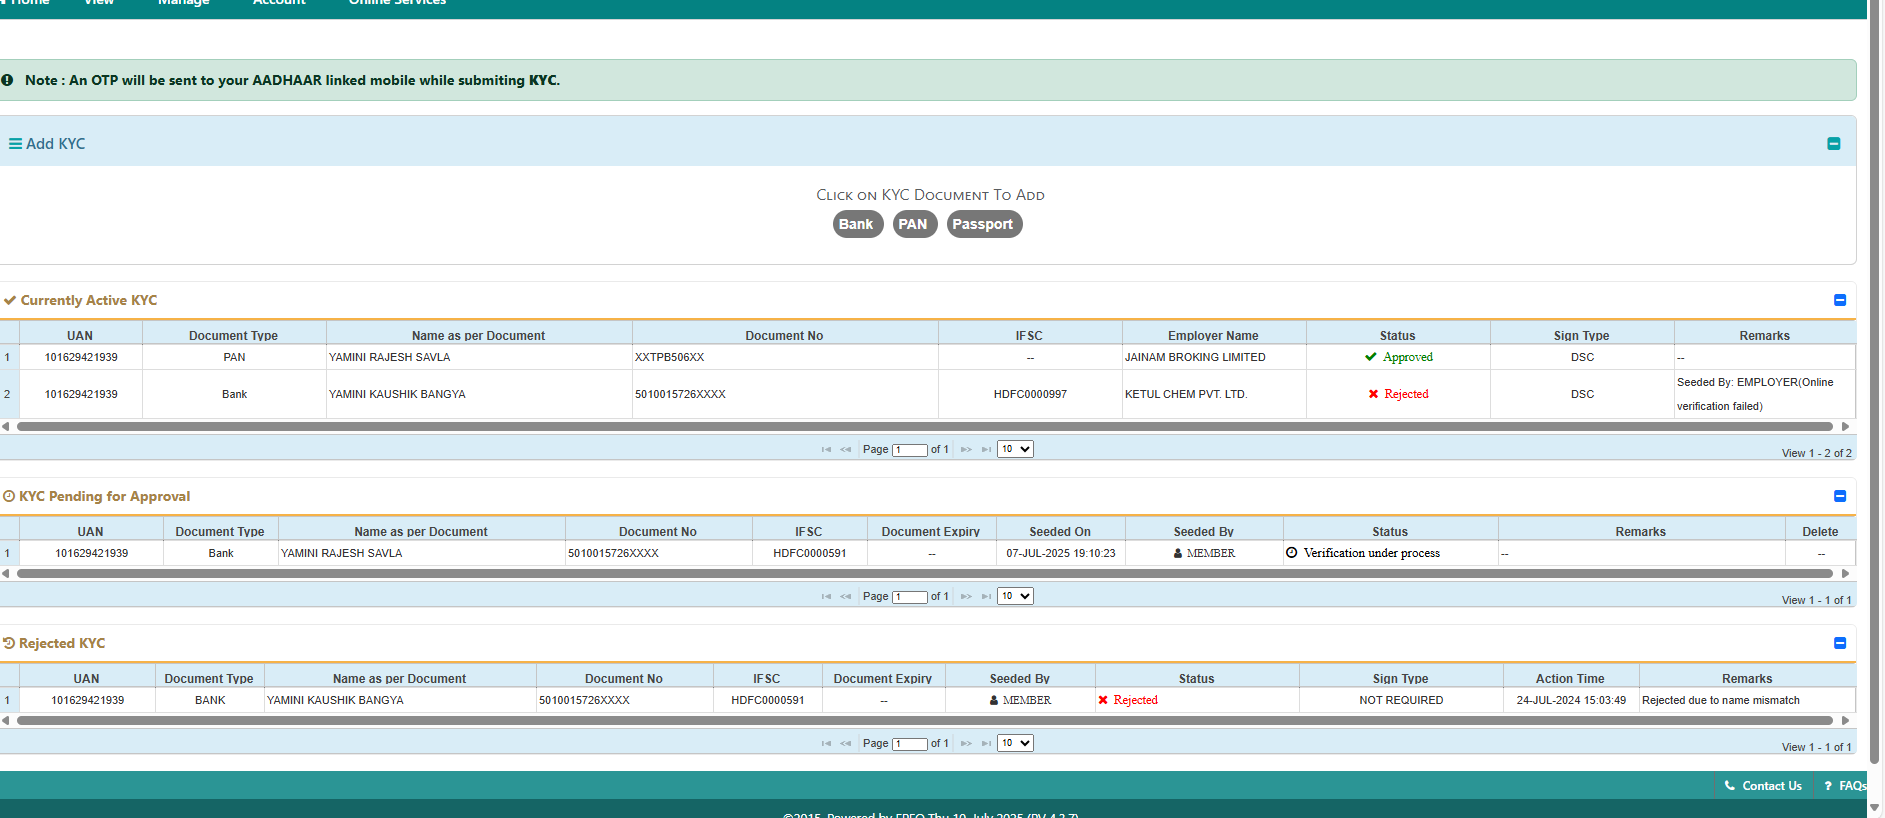 Home View Manage Account Online Services
Note : An OTP will be sent to your AADHAAR linked mobile while submiting KYC.
Add KYC
Click on KYC Document To Add
Bank PAN Passport
Currently Active KYC
UAN Document Type Name as per Document Document No IFSC Employer Name Status Sign Type Remarks
1 101629421939 PAN YAMINI RAJESH SAVLA XXTPB506XX -- JAINAM BROKING LIMITED Approved DSC --
2 101629421939 Bank YAMINI KAUSHIK BANGYA 5010015726XXXX HDFC0000997 KETUL CHEM PVT. LTD. Rejected DSC Seeded By: EMPLOYER(Online
verification failed)
Page 1 of 1 10 View 1 - 2 of 2
KYC Pending for Approval
UAN Document Type Name as per Document Document No IFSC Document Expiry Seeded On Seeded By Status Remarks Delete
1 101629421939 Bank YAMINI RAJESH SAVLA 5010015726XXXX HDFC0000591 -- 07-JUL-2025 19:10:23 MEMBER Verification under process -- --
Page 1 of 1 10 View 1 - 1 of 1
Rejected KYC
UAN Document Type Name as per Document Document No IFSC Document Expiry Seeded By Status Sign Type Action Time Remarks
1 101629421939 BANK YAMINI KAUSHIK BANGYA 5010015726XXXX HDFC0000591 -- MEMBER Rejected NOT REQUIRED 24-JUL-2024 15:03:49 Rejected due to name mismatch
Page 1 of 1 10 View 1 - 1 of 1
Contact Us ? FAQs
©2015. Powered by EPFO Thu 10, July 2025 (PV 4.3.7)